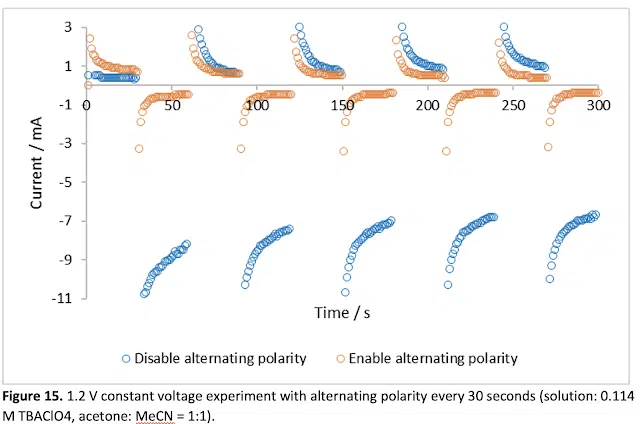 3
1
-1
-3
-5
-7
-9
-11
0 50 100 150 200 250 300
Current / mA
Time / s
Disable alternating polarity Enable alternating polarity
Figure 15. 1.2 V constant voltage experiment with alternating polarity every 30 seconds (solution: 0.114
M TBAClO4, acetone: MeCN = 1:1).